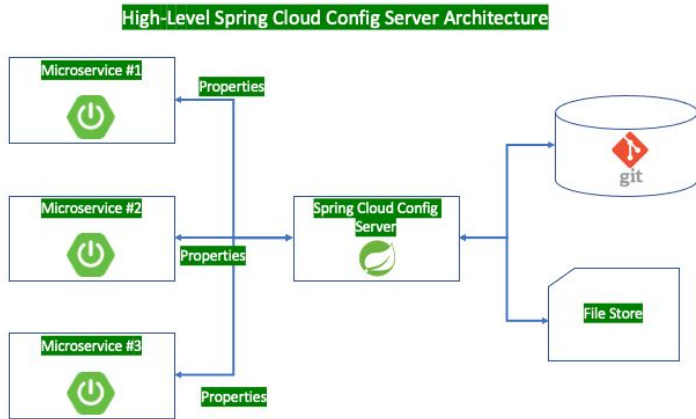 High-Level Spring Cloud Config Server Architecture
Microservice #1
Properties
git
Microservice #2
Spring Cloud Config
Server
Properties
File Store
Microservice #3
Properties